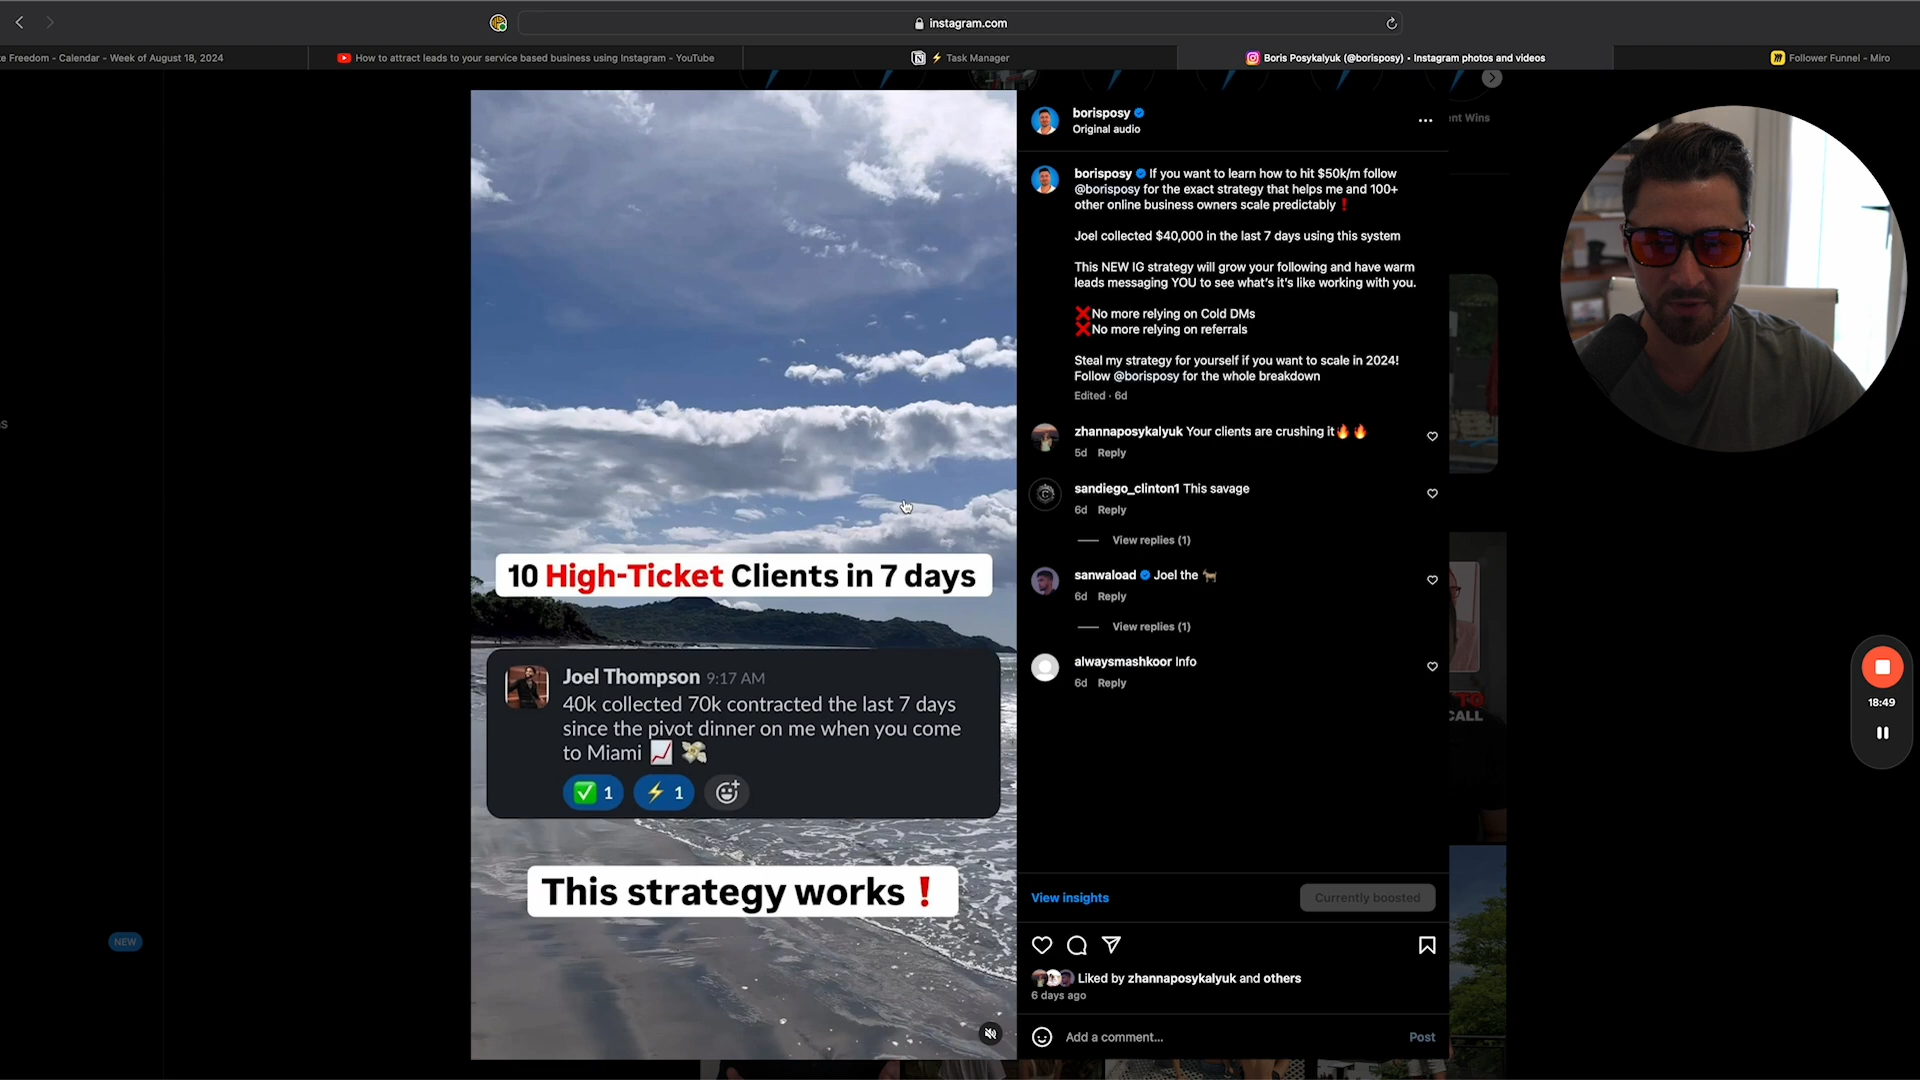 instagram.com
e Freedom - Calendar - Week of August 18, 2024
How to attract leads to your service based business using Instagram - YouTube
⚡ Task Manager
Boris Posykalyuk (@borisposy) • Instagram photos and videos
Follower Funnel - Miro
borisposy
Original audio
ent Wins
borisposy If you want to learn how to hit $50k/m follow
@borisposy for the exact strategy that helps me and 100+
other online business owners scale predictably❗
Joel collected $40,000 in the last 7 days using this system
This NEW IG strategy will grow your following and have warm
leads messaging YOU to see what's it's like working with you.
❌No more relying on Cold DMs
❌No more relying on referrals
Steal my strategy for yourself if you want to scale in 2024!
Follow @borisposy for the whole breakdown
Edited · 6d
zhannaposykalyuk Your clients are crushing it🔥🔥
5d Reply
sandiego_clinton1 This savage
6d Reply
View replies (1)
sanwaload Joel the 🐐
6d Reply
View replies (1)
alwaysmashkoor Info
6d Reply
10 High-Ticket Clients in 7 days
Joel Thompson 9:17 AM
40k collected 70k contracted the last 7 days
since the pivot dinner on me when you come
to Miami 📈 💸
✅ 1 ⚡ 1
This strategy works❗
View insights
Currently boosted
Liked by zhannaposykalyuk and others
6 days ago
Add a comment...
Post
NEW
CALL
18:49